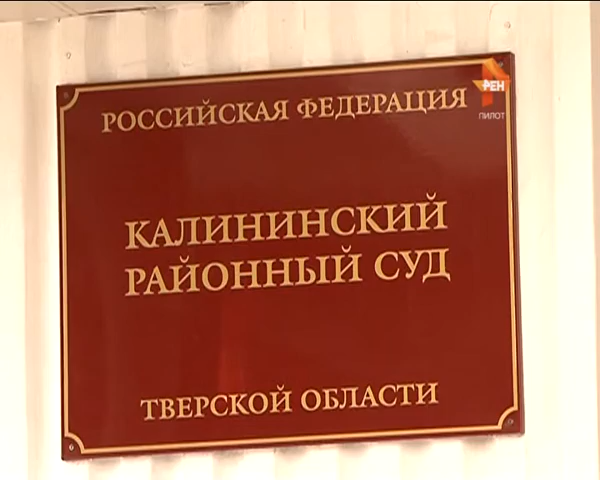 РОССИЙСКАЯ ФЕДЕРАЦИЯ
РЕН
ПИЛОТ
КАЛИНИНСКИЙ
РАЙОННЫЙ СУД
ТВЕРСКОЙ ОБЛАСТИ